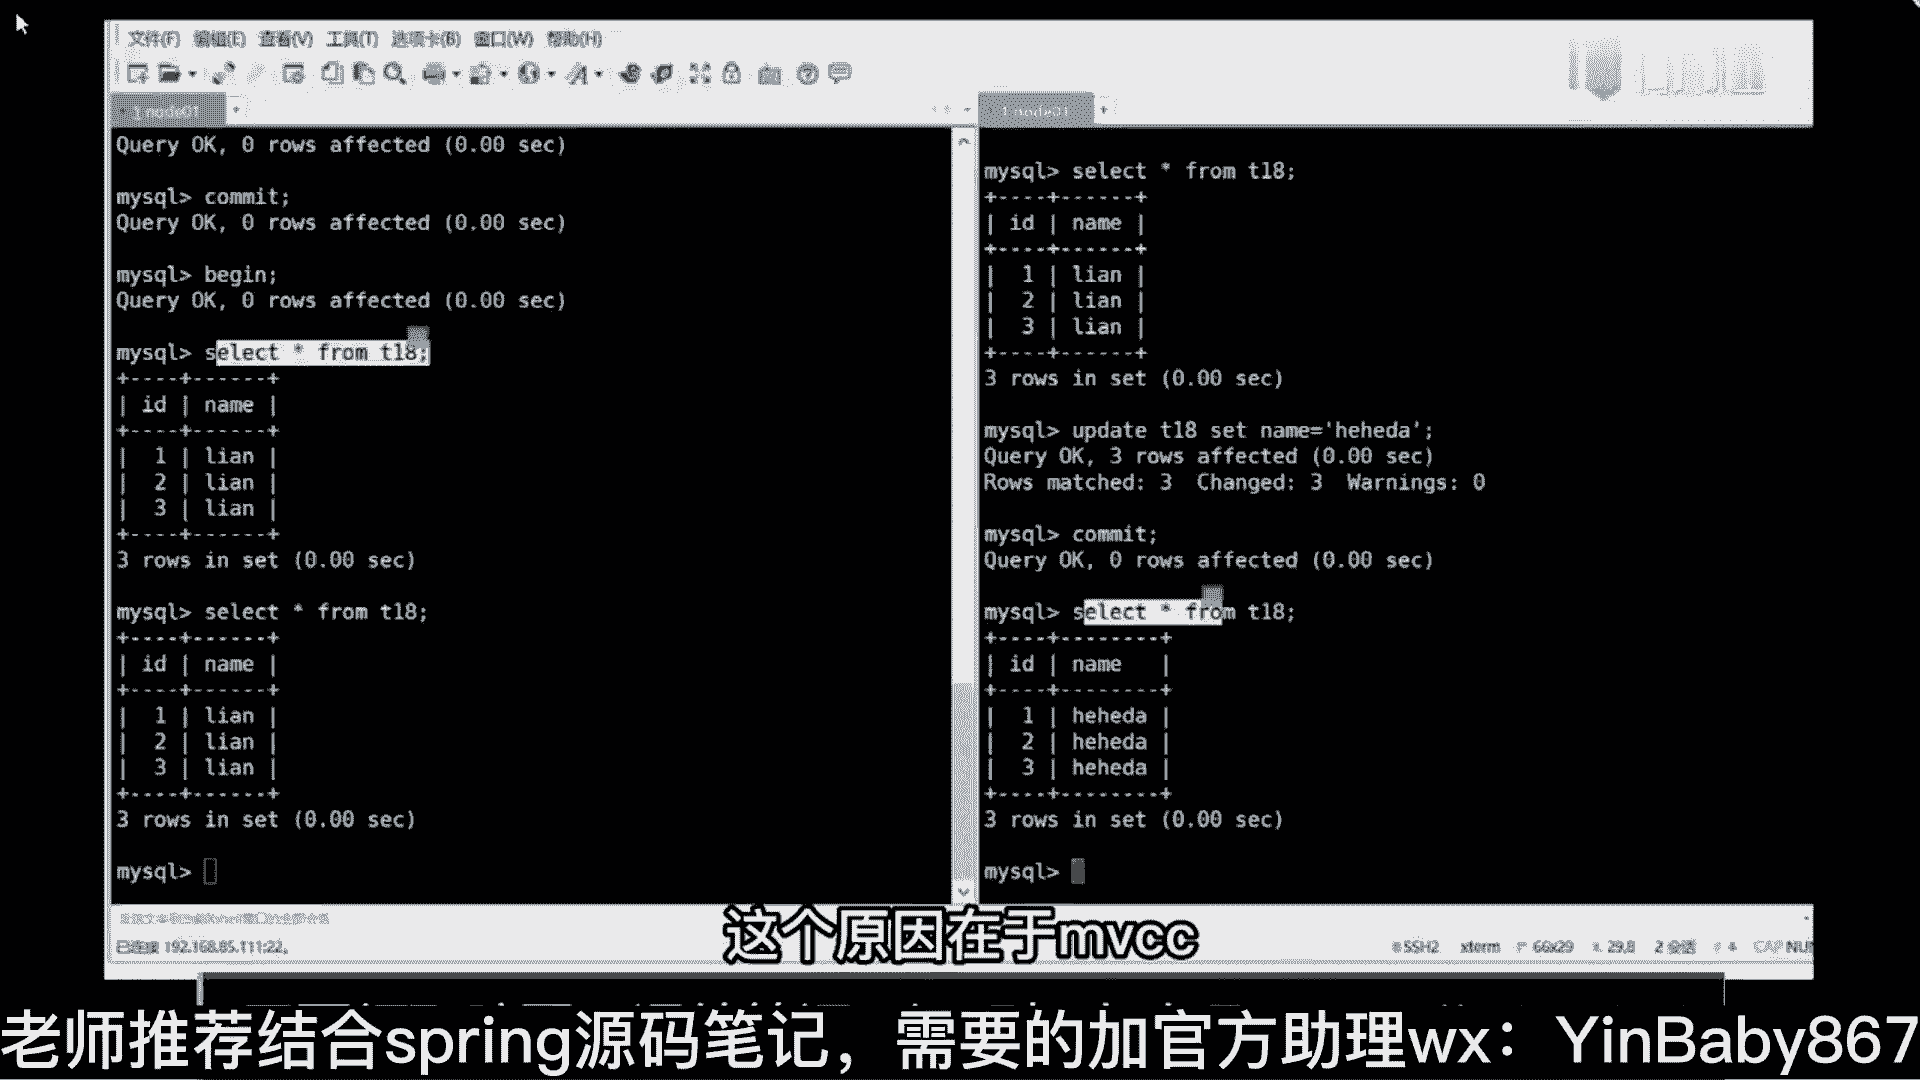 文件(F) 编辑(E) 查看(V) 工具(T) 选项卡(B) 窗口(W) 帮助(H)
1 node01
Query OK, 0 rows affected (0.00 sec)
mysql> commit;
Query OK, 0 rows affected (0.00 sec)
mysql> begin;
Query OK, 0 rows affected (0.00 sec)
mysql> select * from t18;
+----+------+
| id | name |
+----+------+
| 1 | lian |
| 2 | lian |
| 3 | lian |
+----+------+
3 rows in set (0.00 sec)
mysql> select * from t18;
+----+------+
| id | name |
+----+------+
| 1 | lian |
| 2 | lian |
| 3 | lian |
+----+------+
3 rows in set (0.00 sec)
mysql>
1 node01
mysql> select * from t18;
+----+------+
| id | name |
+----+------+
| 1 | lian |
| 2 | lian |
| 3 | lian |
+----+------+
3 rows in set (0.00 sec)
mysql> update t18 set name='heheda';
Query OK, 3 rows affected (0.00 sec)
Rows matched: 3 Changed: 3 Warnings: 0
mysql> commit;
Query OK, 0 rows affected (0.00 sec)
mysql> select * from t18;
+----+--------+
| id | name |
+----+--------+
| 1 | heheda |
| 2 | heheda |
| 3 | heheda |
+----+--------+
3 rows in set (0.00 sec)
mysql>
已连接 192.168.85.111:22。
SSH2 xterm 66x29 29,8 2 会话 CAP NUM
这个原因在于mvcc
老师推荐结合spring源码笔记，需要的加官方助理wx：YinBaby867